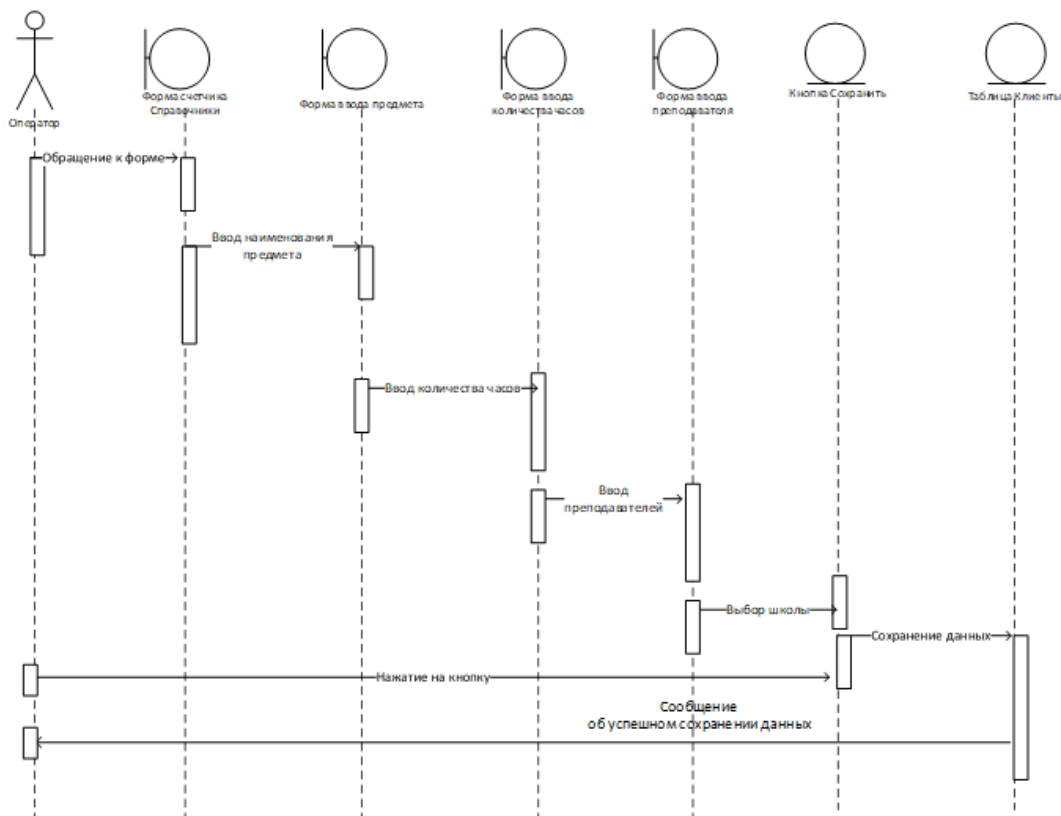 Оператор
Форма счетчика
Справочники
Форма ввода предмета
Форма ввода
количества часов
Форма ввода
преподавателя
Кнопка Сохранить
Таблица Клиенты
Обращение к форме
Ввод наименования
предмета
Ввод количества часов
Ввод
преподавателей
Выбор школы
Сохранение данных
Нажатие на кнопку
Сообщение
об успешном сохранении данных